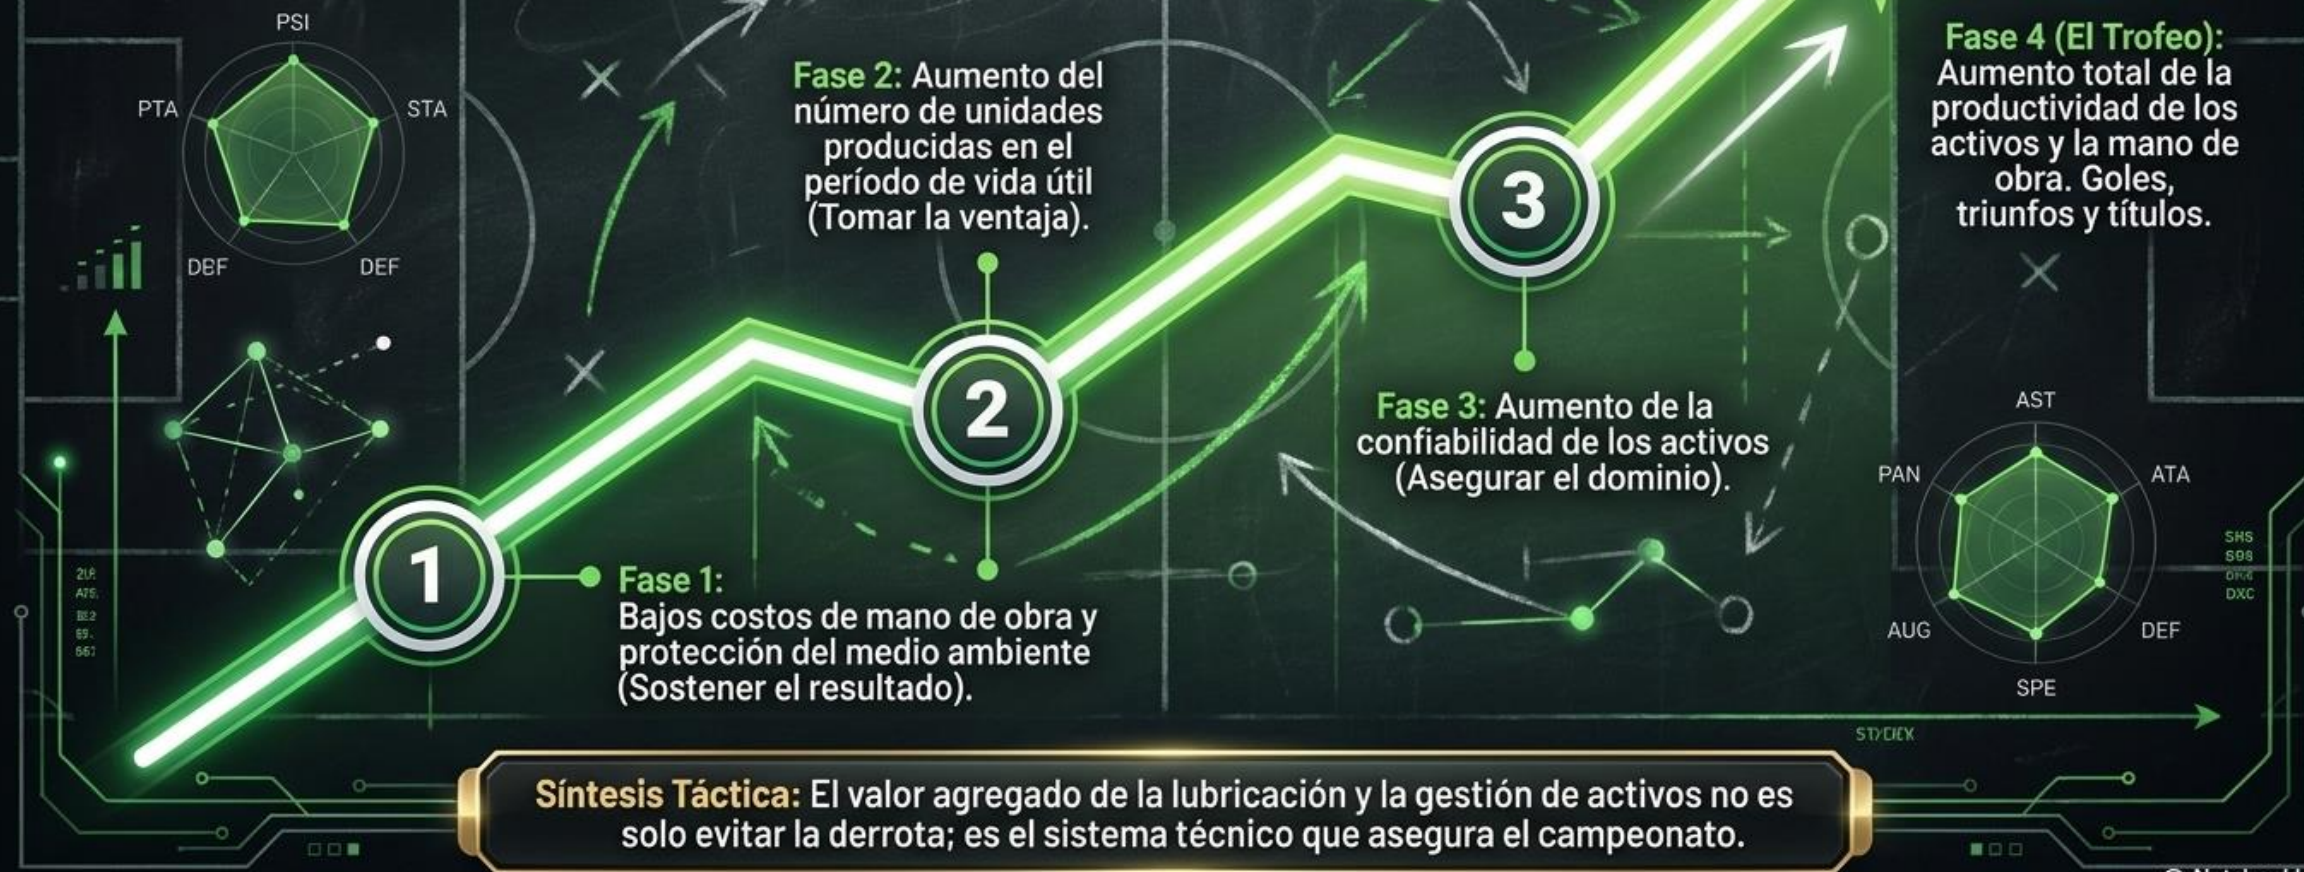 PSI
PTA
STA
DBF
DEF
Fase 2: Aumento del
número de unidades
producidas en el
período de vida útil
(Tomar la ventaja).
Fase 4 (El Trofeo):
Aumento total de la
productividad de los
activos y la mano de
obra. Goles,
triunfos y títulos.
3
2
Fase 3: Aumento de la
confiabilidad de los activos
(Asegurar el dominio).
1
Fase 1:
Bajos costos de mano de obra y
protección del medio ambiente
(Sostener el resultado).
AST
PAN
ATA
AUG
DEF
SPE
SHS
DXC
Síntesis Táctica: El valor agregado de la lubricación y la gestión de activos no es
solo evitar la derrota; es el sistema técnico que asegura el campeonato.